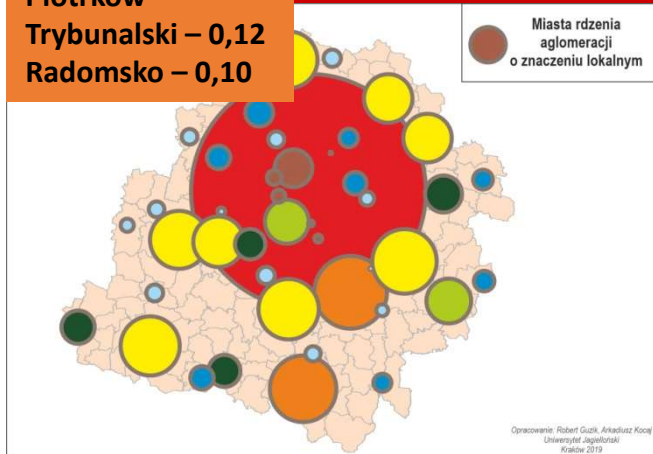 Piotrków
Trybunalski – 0,12
Radomsko – 0,10
Miasta rdzenia
aglomeracji
o znaczeniu lokalnym
Opracowanie: Robert Guzik, Arkadiusz Kocaj
Uniwersytet Jagielloński
Kraków 2019